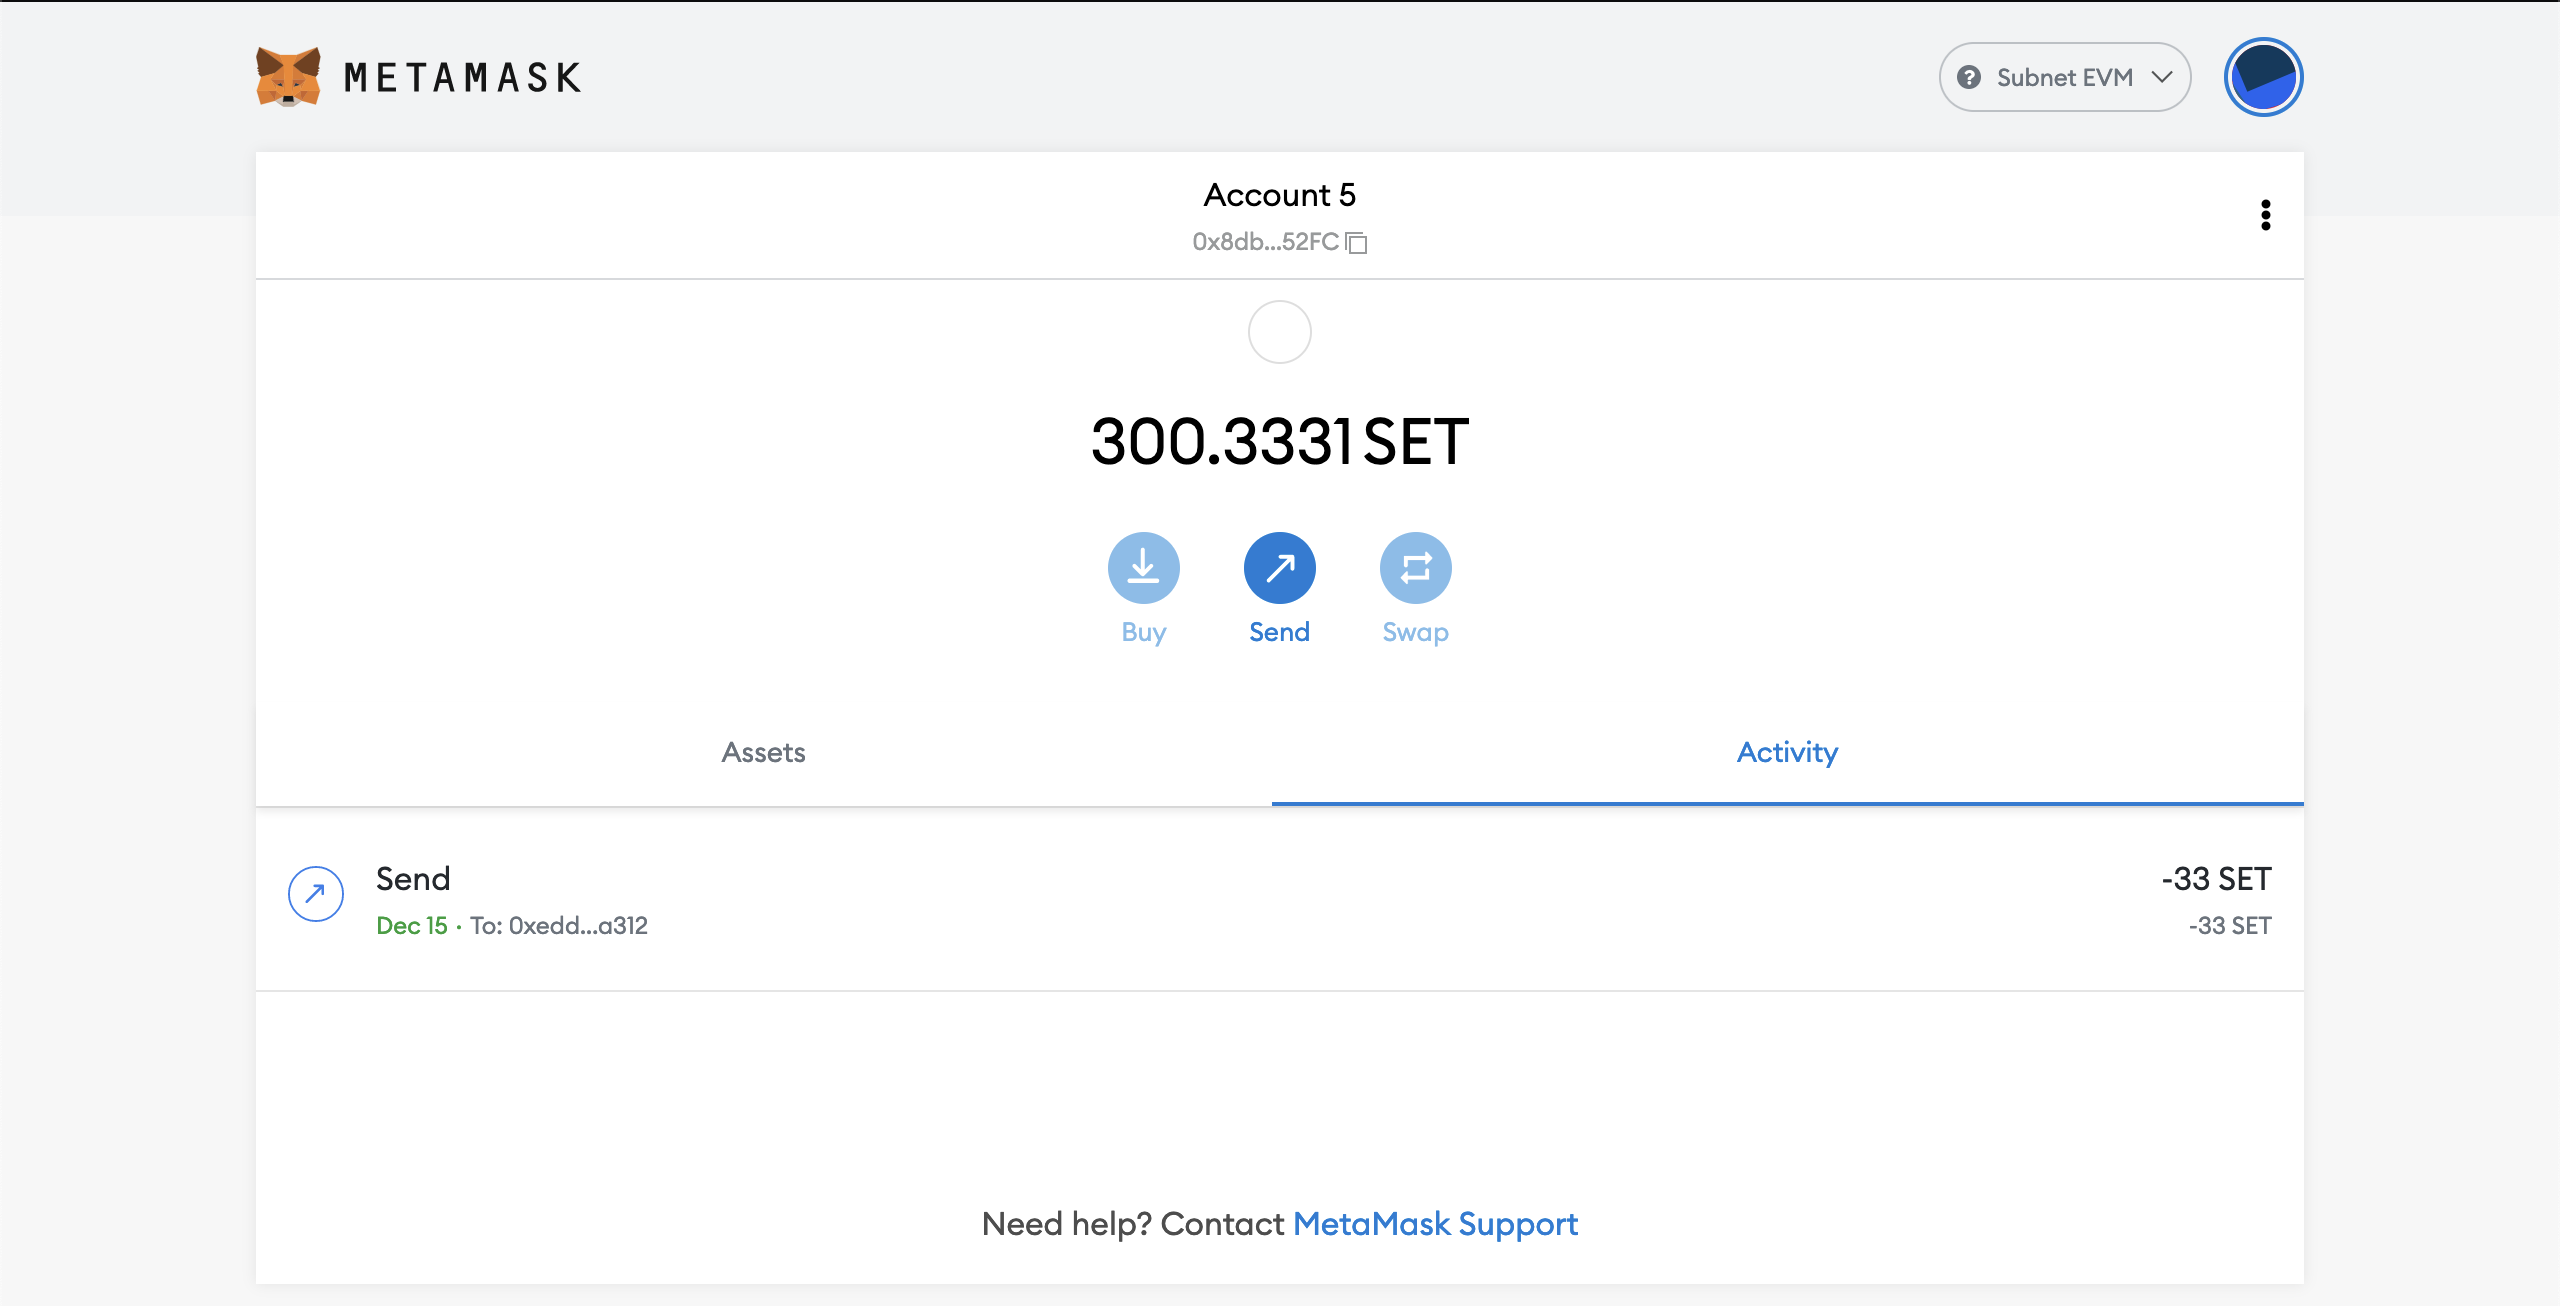 METAMASK
Subnet EVM
Account 5
0x8db...52FC
300.3331 SET
Buy Send Swap
Assets Activity
Send -33 SET
Dec 15 · To: 0xedd...a312 -33 SET
Need help? Contact MetaMask Support